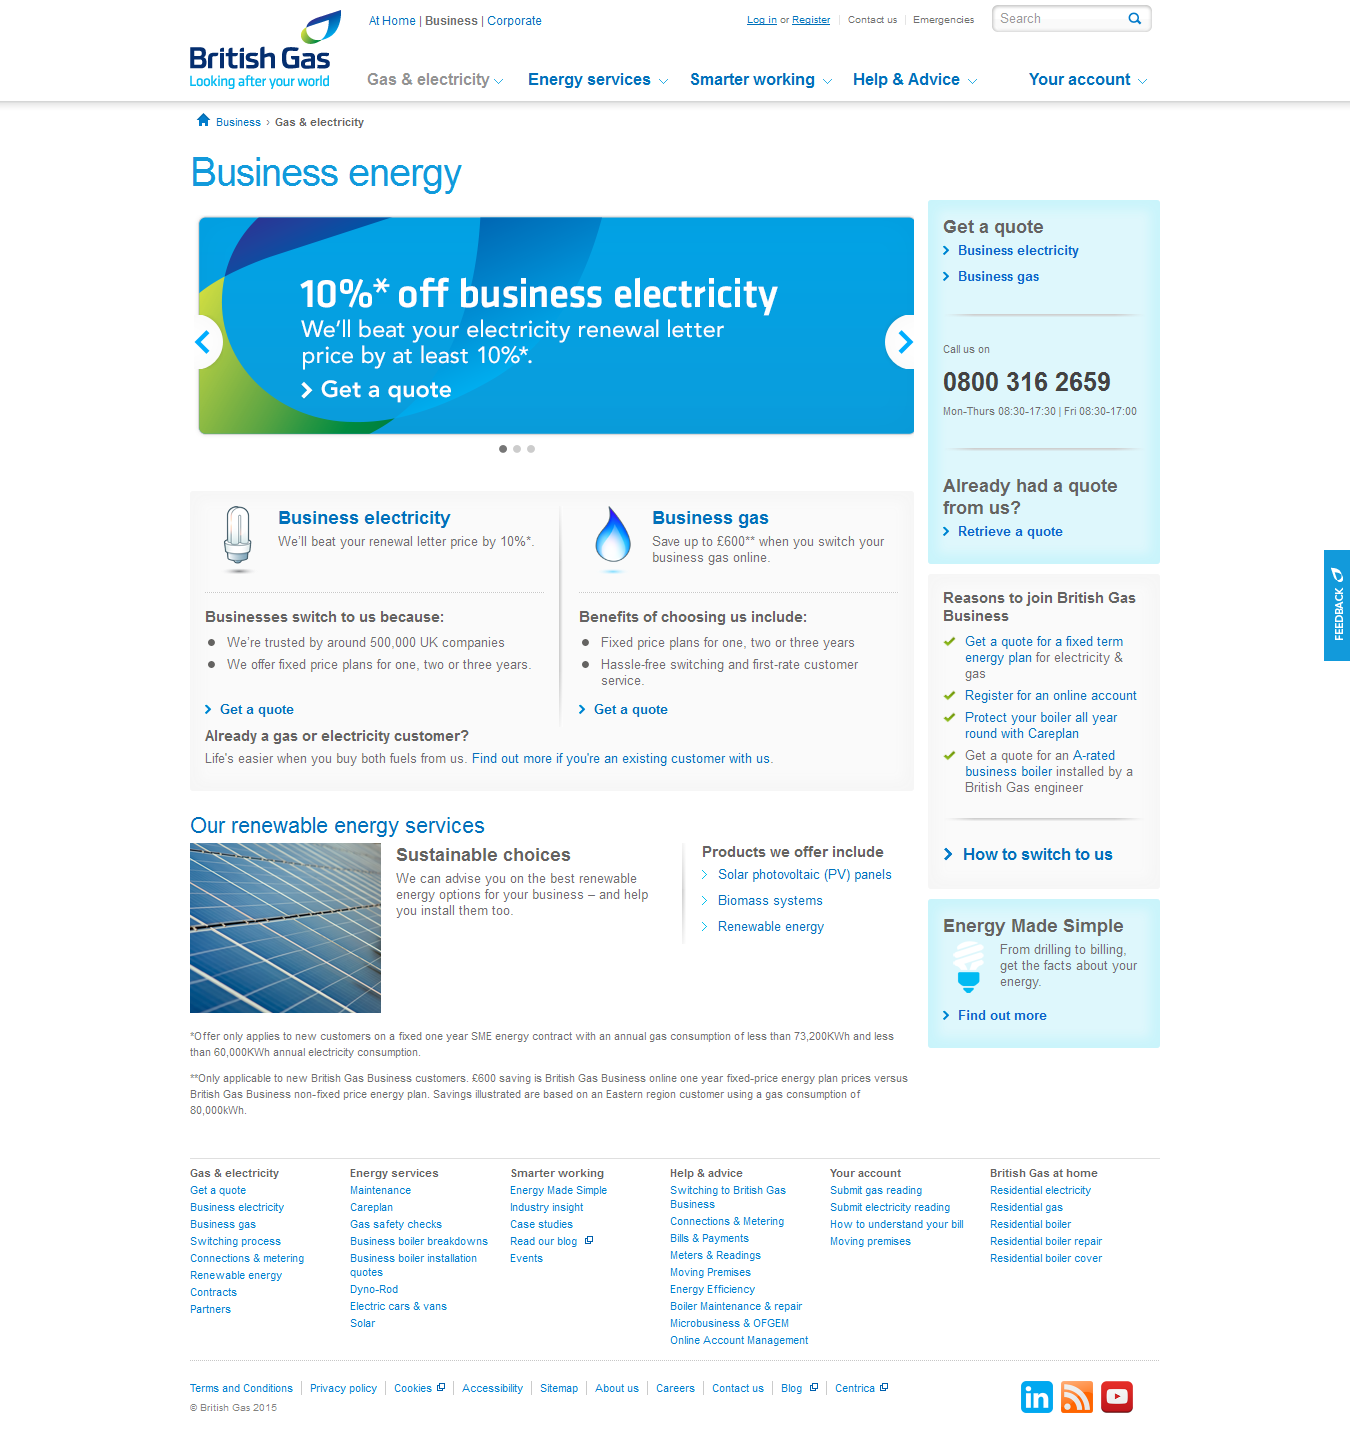 At Home | Business | Corporate
Log in or Register
Contact us
Emergencies
Search
British Gas
Looking after your world
Gas & electricity
Energy services
Smarter working
Help & Advice
Your account
Business › Gas & electricity
Business energy
10%* off business electricity
We'll beat your electricity renewal letter
price by at least 10%*.
Get a quote
Get a quote
Business electricity
Business gas
Call us on
0800 316 2659
Mon-Thurs 08:30-17:30 | Fri 08:30-17:00
Already had a quote
from us?
Retrieve a quote
FEEDBACK
Business electricity
We'll beat your renewal letter price by 10%*.
Businesses switch to us because:
We're trusted by around 500,000 UK companies
We offer fixed price plans for one, two or three years.
Get a quote
Business gas
Save up to £600** when you switch your
business gas online.
Benefits of choosing us include:
Fixed price plans for one, two or three years
Hassle-free switching and first-rate customer
service.
Get a quote
Already a gas or electricity customer?
Life's easier when you buy both fuels from us. Find out more if you're an existing customer with us.
Reasons to join British Gas
Business
Get a quote for a fixed term
energy plan for electricity &
gas
Register for an online account
Protect your boiler all year
round with Careplan
Get a quote for an A-rated
business boiler installed by a
British Gas engineer
How to switch to us
Our renewable energy services
Sustainable choices
We can advise you on the best renewable
energy options for your business – and help
you install them too.
Products we offer include
Solar photovoltaic (PV) panels
Biomass systems
Renewable energy
Energy Made Simple
From drilling to billing,
get the facts about your
energy.
Find out more
*Offer only applies to new customers on a fixed one year SME energy contract with an annual gas consumption of less than 73,200KWh and less
than 60,000KWh annual electricity consumption.
**Only applicable to new British Gas Business customers. £600 saving is British Gas Business online one year fixed-price energy plan prices versus
British Gas Business non-fixed price energy plan. Savings illustrated are based on an Eastern region customer using a gas consumption of
80,000kWh.
Gas & electricity
Get a quote
Business electricity
Business gas
Switching process
Connections & metering
Renewable energy
Contracts
Partners
Energy services
Maintenance
Careplan
Gas safety checks
Business boiler breakdowns
Business boiler installation
quotes
Dyno-Rod
Electric cars & vans
Solar
Smarter working
Energy Made Simple
Industry insight
Case studies
Read our blog
Events
Help & advice
Switching to British Gas
Business
Connections & Metering
Bills & Payments
Meters & Readings
Moving Premises
Energy Efficiency
Boiler Maintenance & repair
Microbusiness & OFGEM
Online Account Management
Your account
Submit gas reading
Submit electricity reading
How to understand your bill
Moving premises
British Gas at home
Residential electricity
Residential gas
Residential boiler
Residential boiler repair
Residential boiler cover
Terms and Conditions
Privacy policy
Cookies
Accessibility
Sitemap
About us
Careers
Contact us
Blog
Centrica
© British Gas 2015
in